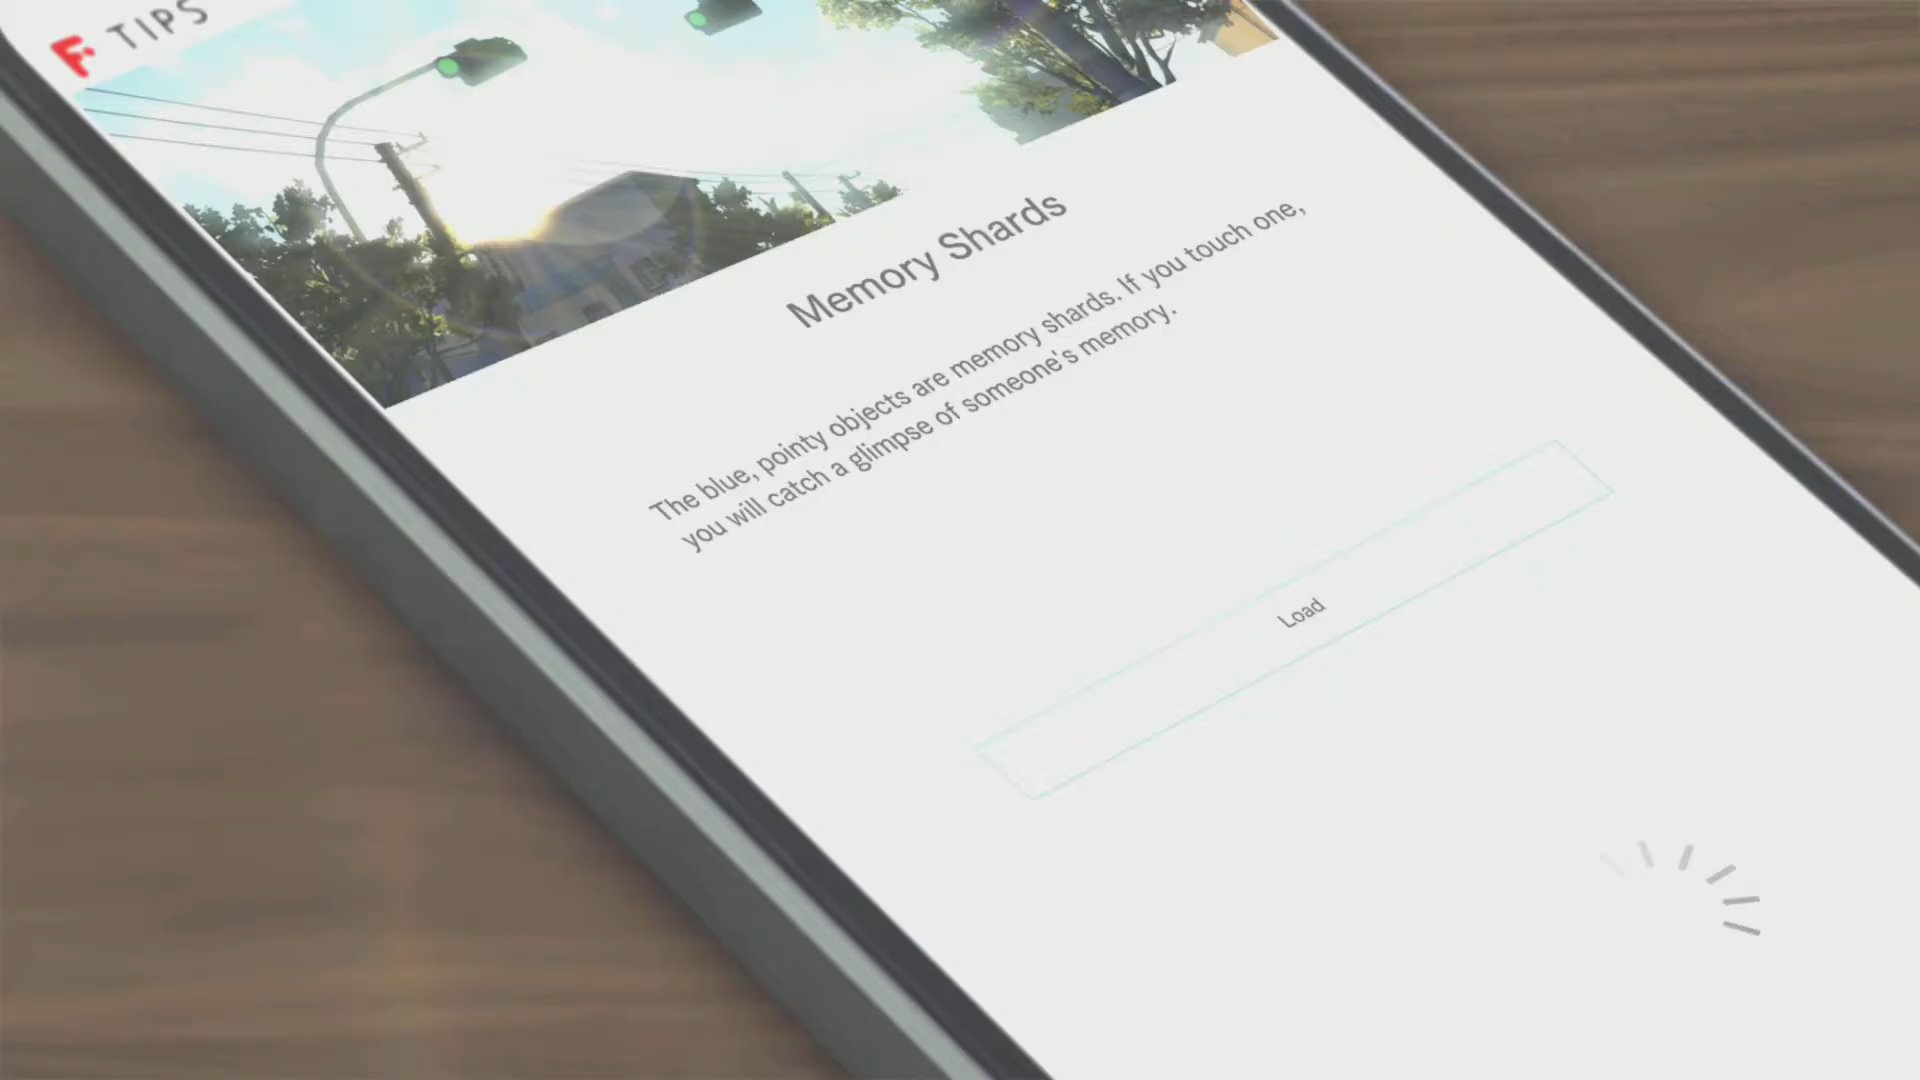 TIPS
Memory Shards
The blue, pointy objects are memory shards. If you touch one,
you will catch a glimpse of someone's memory.
Load